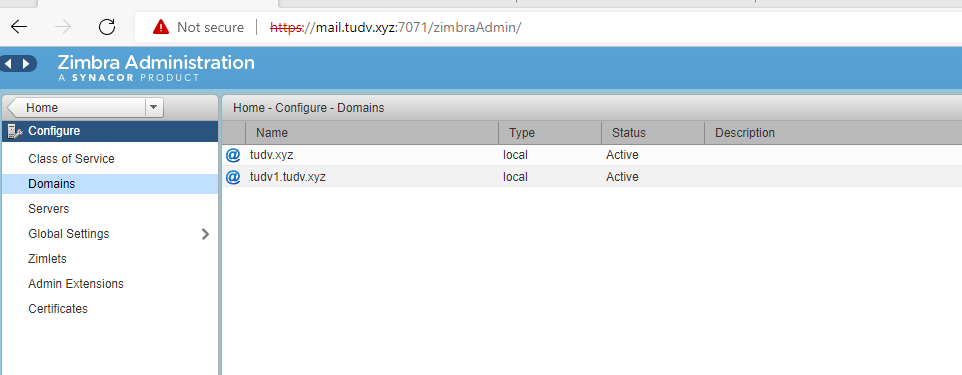 Not secure | https://mail.tudv.xyz:7071/zimbraAdmin/
Zimbra Administration
A SYNACOR PRODUCT
Home
Home - Configure - Domains
Configure
Name Type Status Description
Class of Service
tudv.xyz local Active
Domains
tudv1.tudv.xyz local Active
Servers
Global Settings
Zimlets
Admin Extensions
Certificates